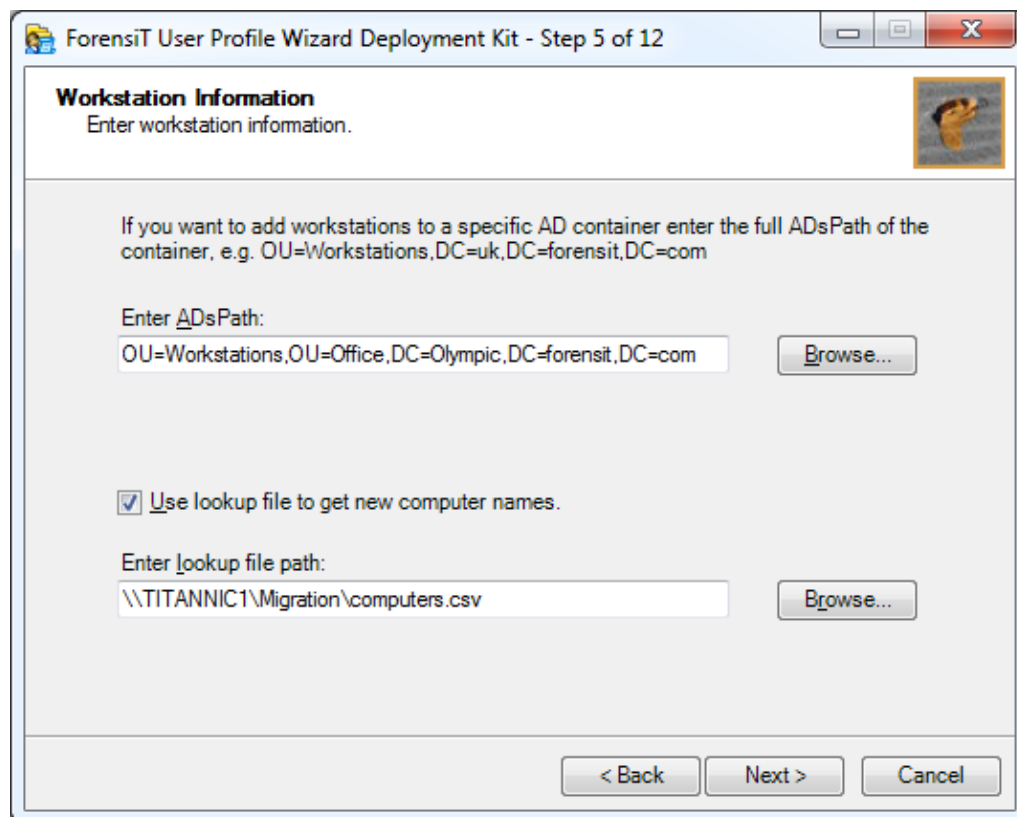 ForensiT User Profile Wizard Deployment Kit - Step 5 of 12
Workstation Information
Enter workstation information.
If you want to add workstations to a specific AD container enter the full ADsPath of the
container, e.g. OU=Workstations,DC=uk,DC=forensit,DC=com
Enter ADsPath:
OU=Workstations,OU=Office,DC=Olympic,DC=forensit,DC=com
Browse...
Use lookup file to get new computer names.
Enter lookup file path:
\\TITANNIC1\Migration\computers.csv
Browse...
< Back Next > Cancel